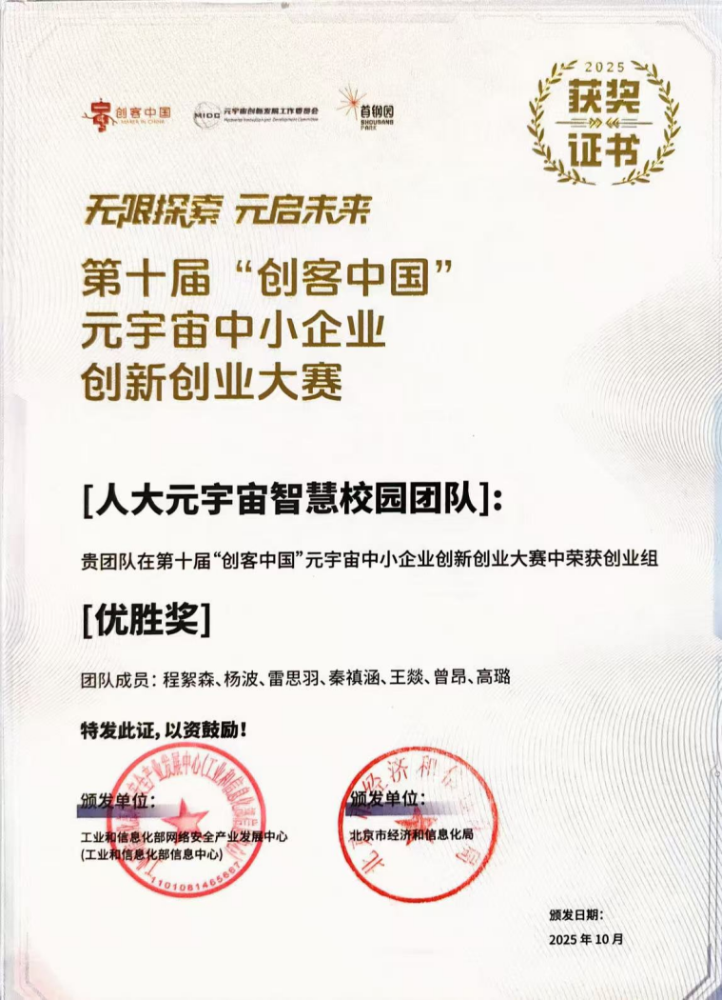 2025
获奖
证书
创客中国
MAKER IN CHINA
MIDC 元宇宙创新发展工作委员会
Metaverse Innovation and Development Committee
首钢园
SHOUGANG
PARK
无限探索 元启未来
第十届“创客中国”
元宇宙中小企业
创新创业大赛
[人大元宇宙智慧校园团队]:
贵团队在第十届“创客中国”元宇宙中小企业创新创业大赛中荣获创业组
[优胜奖]
团队成员：程絮森、杨波、雷思羽、秦禛涵、王燚、曾昂、高璐
特发此证, 以资鼓励！
颁发单位：
工业和信息化部网络安全产业发展中心
(工业和信息化部信息中心)
1101081465687
颁发单位：
北京市经济和信息化局
颁发日期：
2025 年 10 月